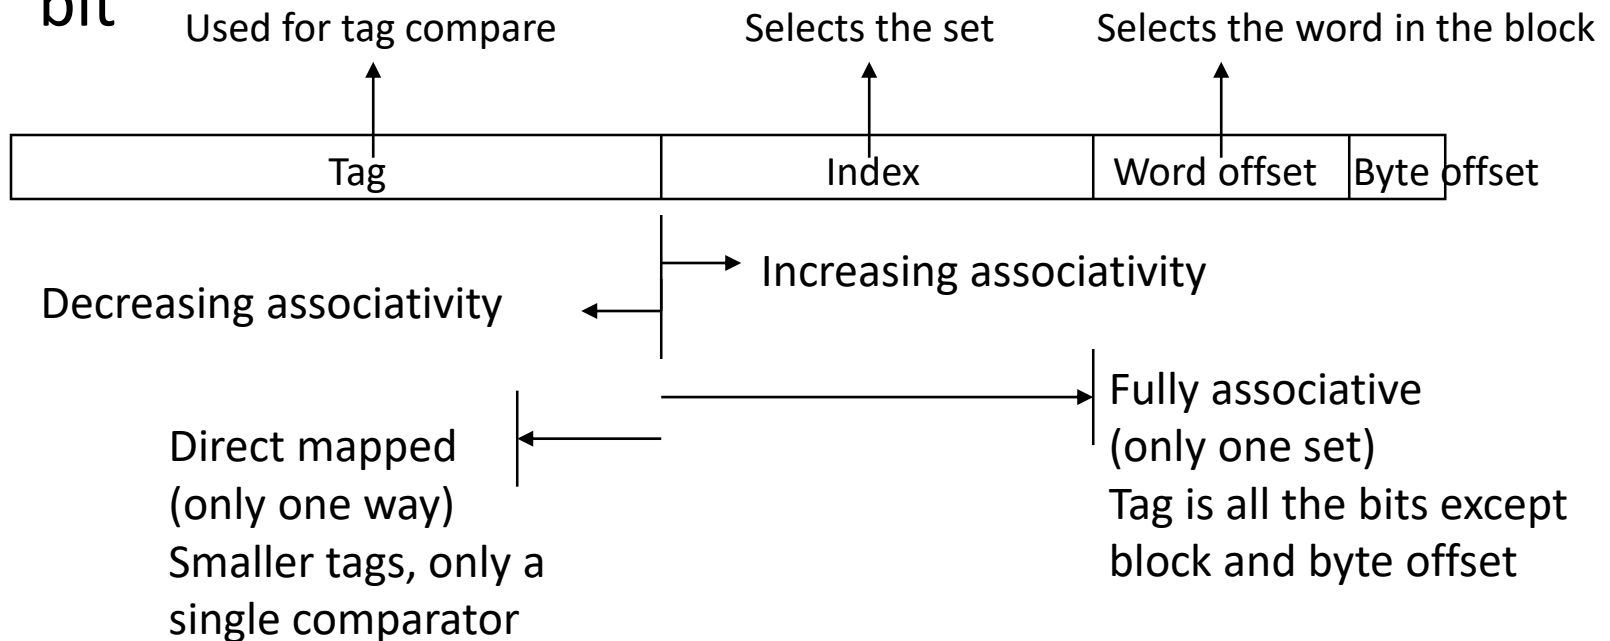 bit
Used for tag compare
Selects the set
Selects the word in the block
Tag
Index
Word offset
Byte offset
Increasing associativity
Decreasing associativity
Fully associative
(only one set)
Tag is all the bits except
block and byte offset
Direct mapped
(only one way)
Smaller tags, only a
single comparator